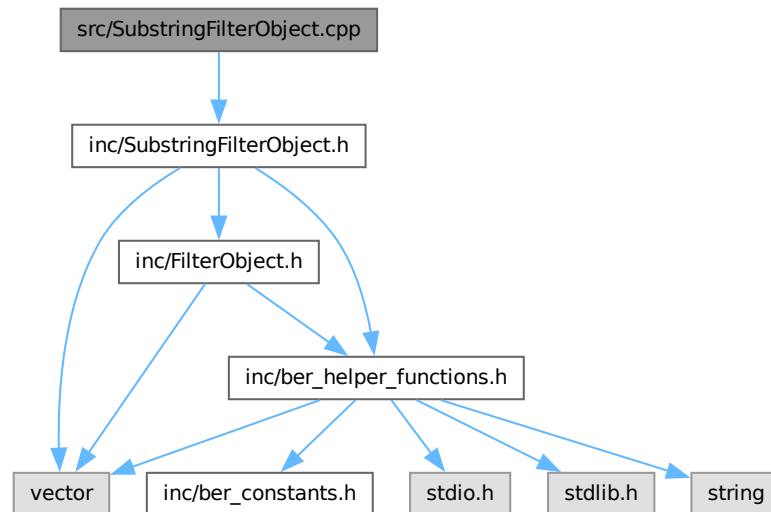 src/SubstringFilterObject.cpp
inc/SubstringFilterObject.h
inc/FilterObject.h
inc/ber_helper_functions.h
vector
inc/ber_constants.h
stdio.h
stdlib.h
string